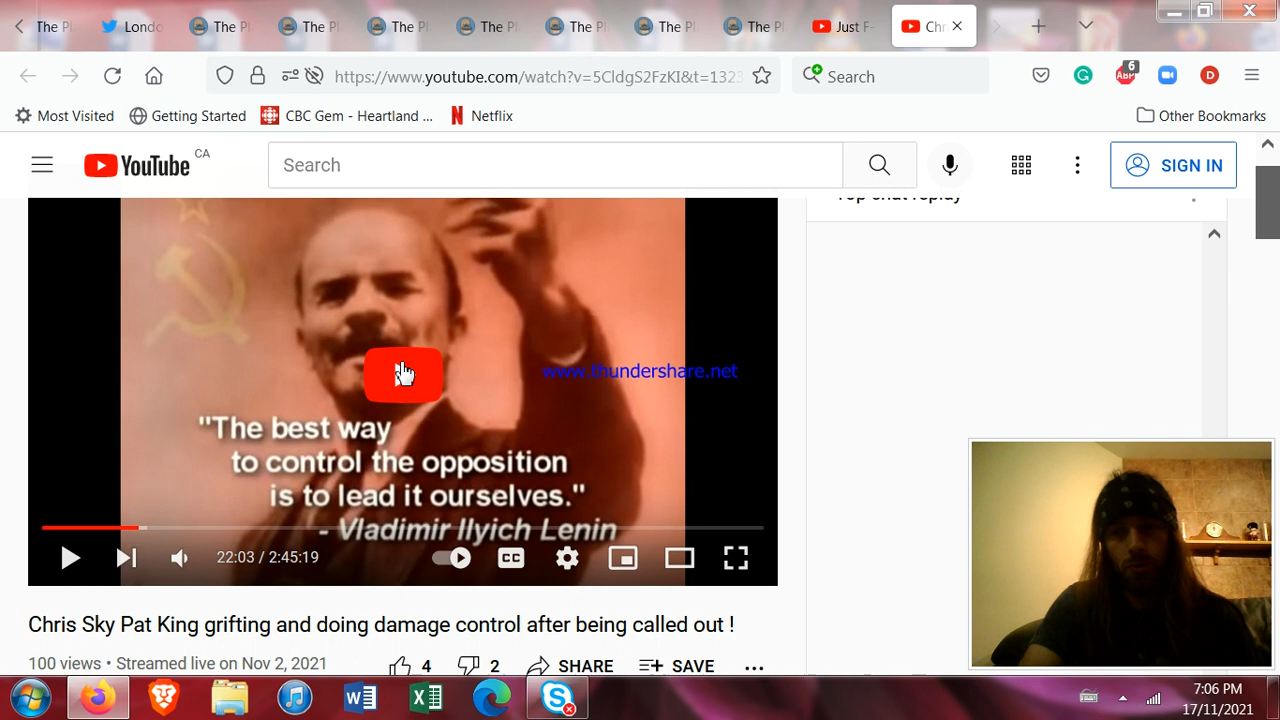 The Pl
Londo
The Pl
The Pl
The Pl
The Pl
The Pl
The Pl
The Pl
Just F
Chr
https://www.youtube.com/watch?v=5CldgS2FzKI&t=1323
Search
6
D
Most Visited
Getting Started
CBC Gem - Heartland ...
Netflix
Other Bookmarks
YouTube CA
Search
SIGN IN
Top chat replay
www.thundershare.net
"The best way
to control the opposition
is to lead it ourselves."
- Vladimir Ilyich Lenin
22:03 / 2:45:19
CC
Chris Sky Pat King grifting and doing damage control after being called out !
100 views • Streamed live on Nov 2, 2021
4
2
SHARE
SAVE
7:06 PM
17/11/2021